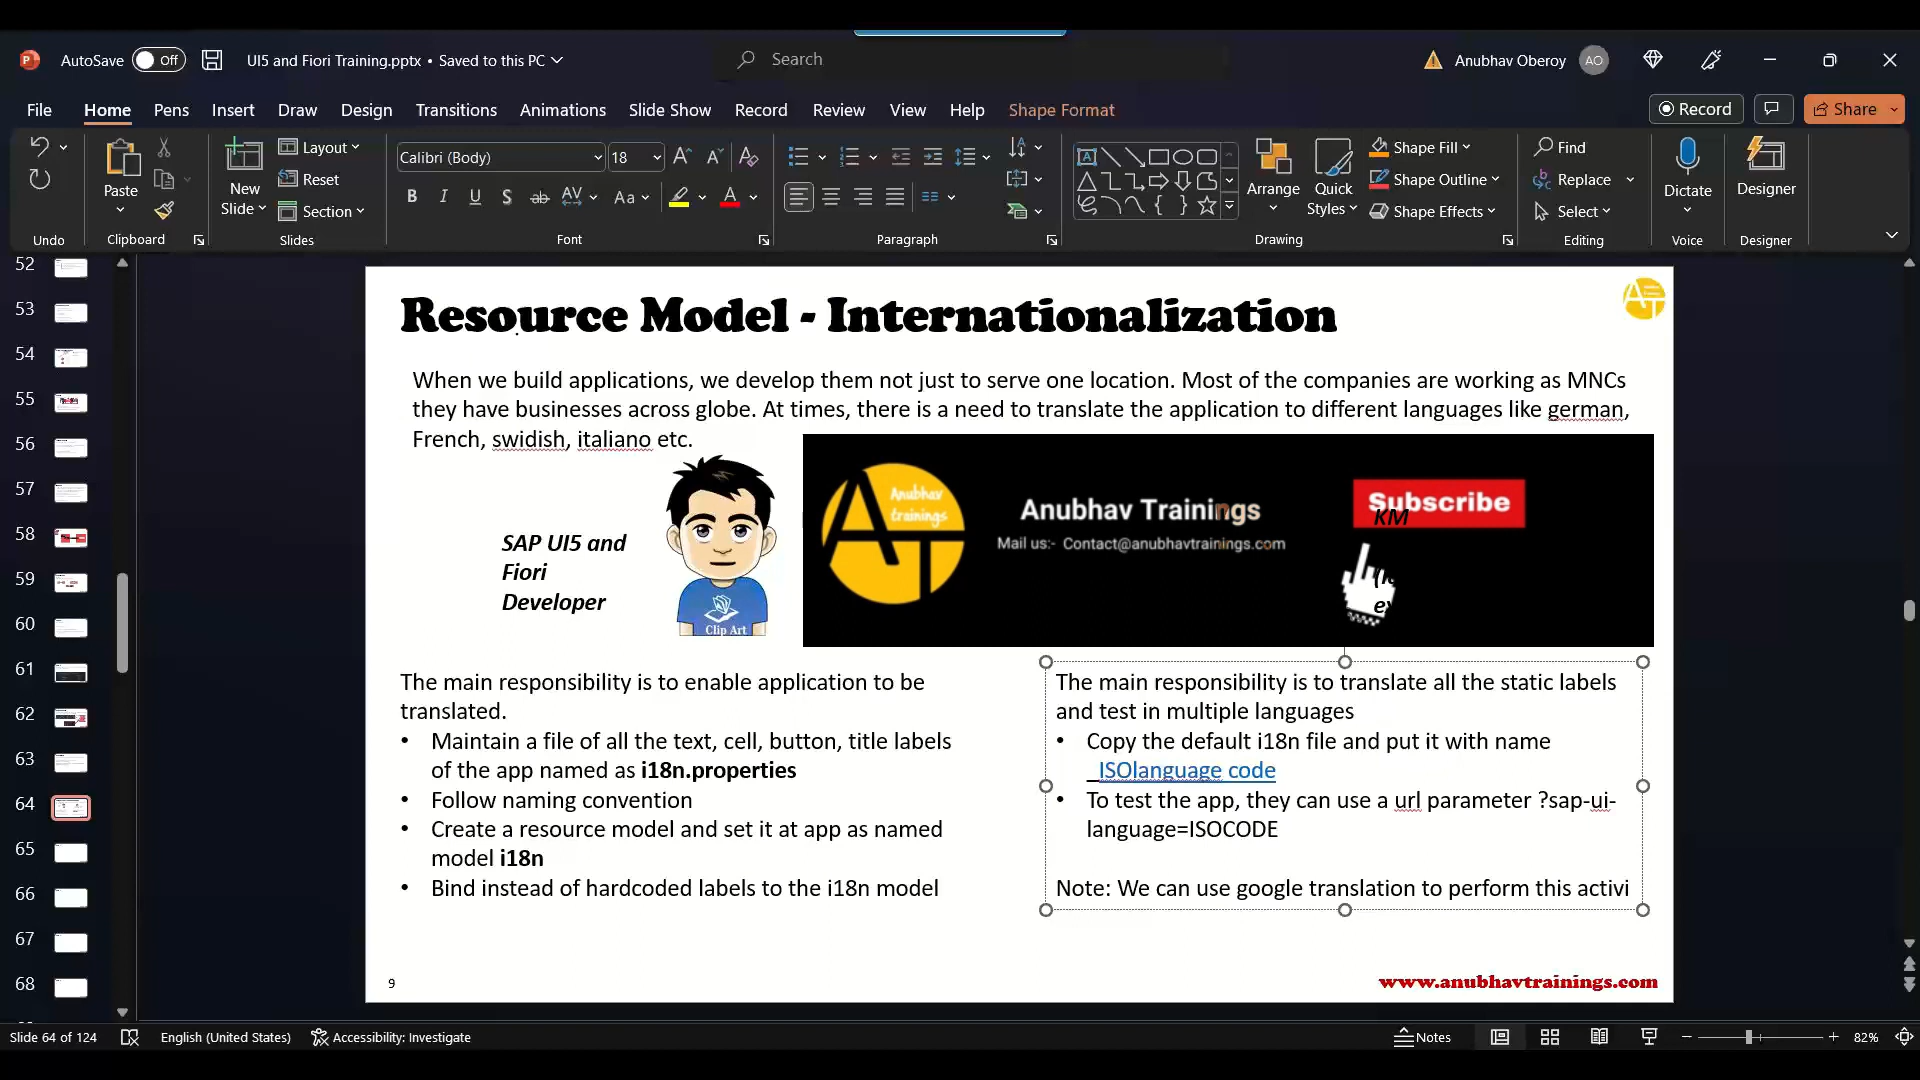 AutoSave Off UI5 and Fiori Training.pptx • Saved to this PC Search Anubhav Oberoy AO
File Home Pens Insert Draw Design Transitions Animations Slide Show Record Review View Help Shape Format Record Share
Paste New Slide Layout Reset Section Calibri (Body) 18 Arrange Quick Styles Shape Fill Shape Outline Shape Effects Find Replace Select Dictate Designer
Undo Clipboard Slides Font Paragraph Drawing Editing Voice Designer
52
53
54
55
56
57
58
59
60
61
62
63
64
65
66
67
68
Resource Model - Internationalization
When we build applications, we develop them not just to serve one location. Most of the companies are working as MNCs
they have businesses across globe. At times, there is a need to translate the application to different languages like german,
French, swidish, italiano etc.
SAP UI5 and
Fiori
Developer
Clip Art
Anubhav
trainings
AT
Anubhav Trainings
Mail us:- Contact@anubhavtrainings.com
Subscribe
KM
The main responsibility is to enable application to be
translated.
• Maintain a file of all the text, cell, button, title labels
of the app named as i18n.properties
• Follow naming convention
• Create a resource model and set it at app as named
model i18n
• Bind instead of hardcoded labels to the i18n model
The main responsibility is to translate all the static labels
and test in multiple languages
• Copy the default i18n file and put it with name
_ISOlanguage code
• To test the app, they can use a url parameter ?sap-ui-
language=ISOCODE
Note: We can use google translation to perform this activi
9
www.anubhavtrainings.com
Slide 64 of 124 English (United States) Accessibility: Investigate Notes 82%